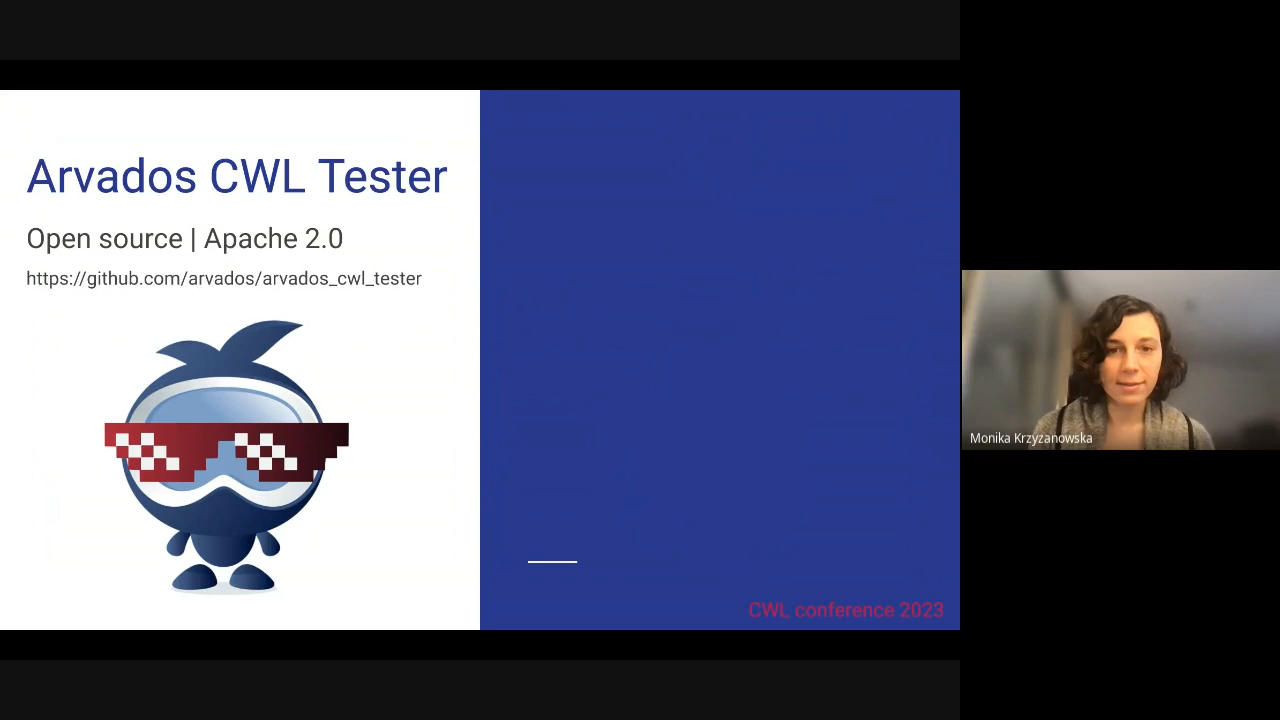 Arvados CWL Tester
Open source | Apache 2.0
https://github.com/arvados/arvados_cwl_tester
CWL conference 2023
Monika Krzyzanowska